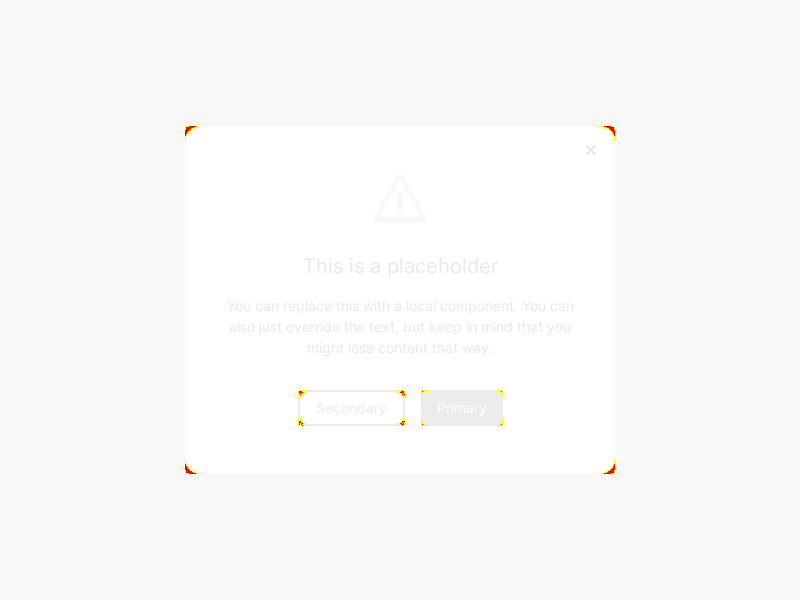 This is a placeholder
You can replace this with a local component. You can
also just override the text, but keep in mind that you
might lose content that way.
Secondary
Primary